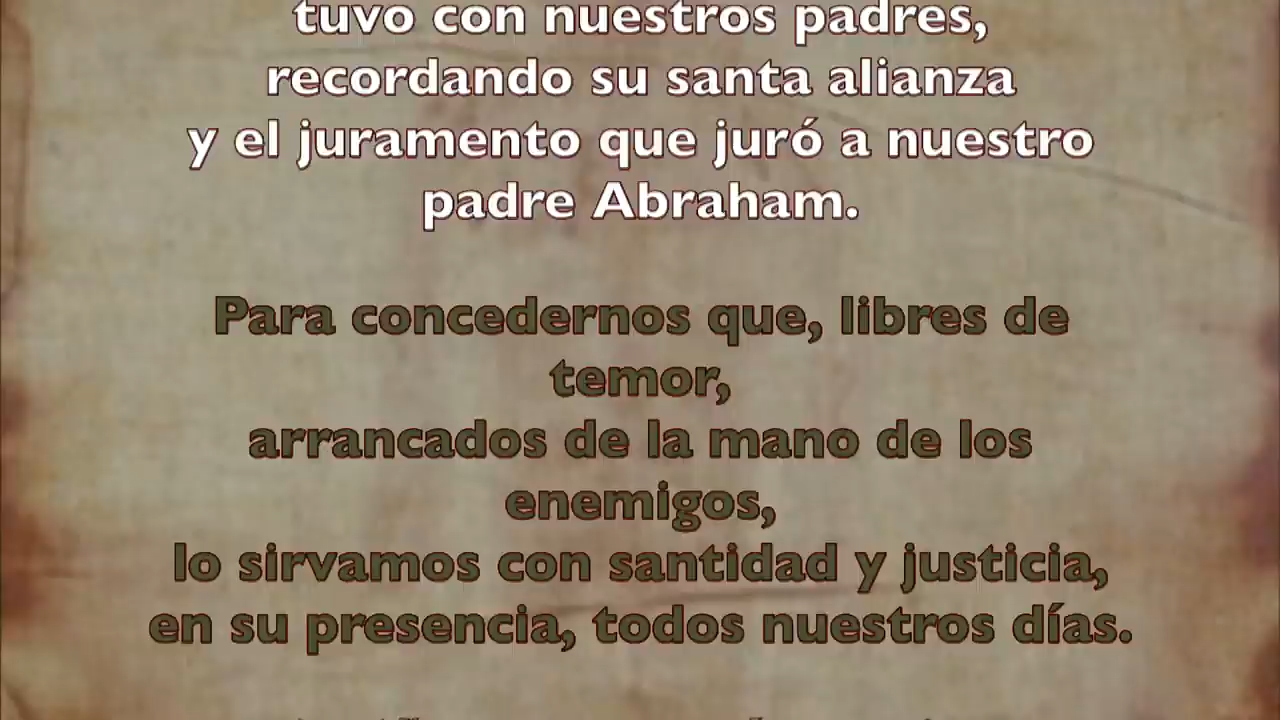 tuvo con nuestros padres,
recordando su santa alianza
y el juramento que juró a nuestro
padre Abraham.
Para concedernos que, libres de
temor,
arrancados de la mano de los
enemigos,
lo sirvamos con santidad y justicia,
en su presencia, todos nuestros días.